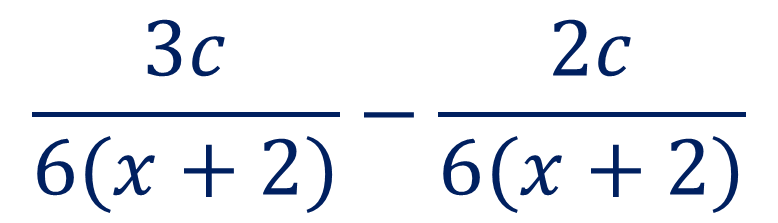 3c/6(x + 2) − 2c/6(x + 2)